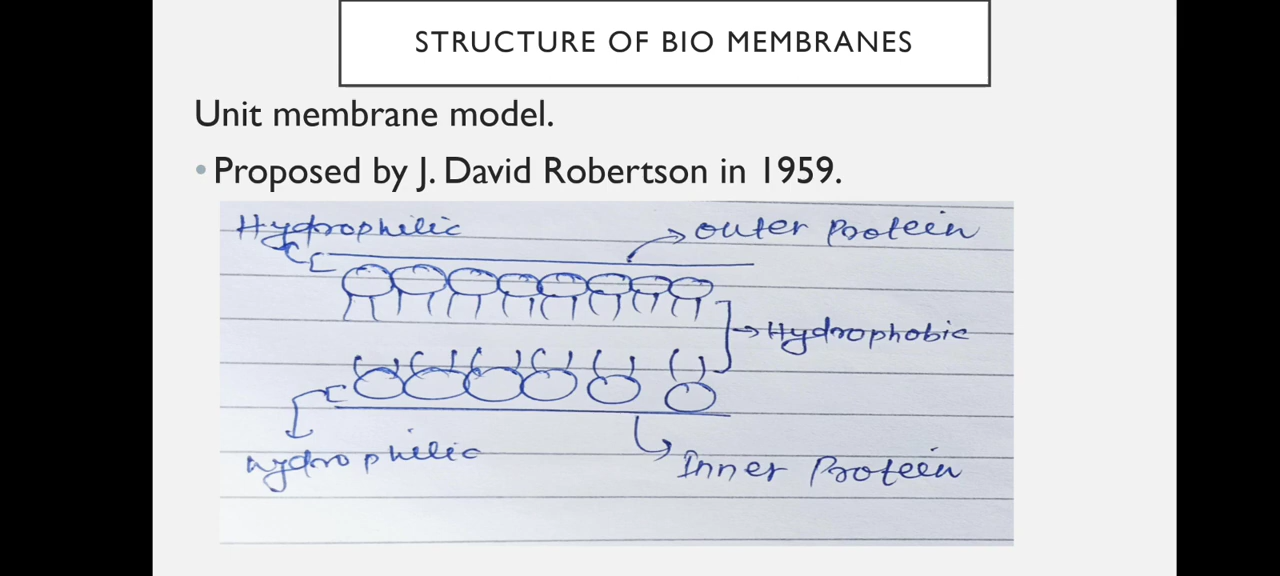 STRUCTURE OF BIO MEMBRANES
Unit membrane model.
• Proposed by J. David Robertson in 1959.
Hydrophilic
outer Protein
Hydrophobic
hydrophilic
Inner Protein